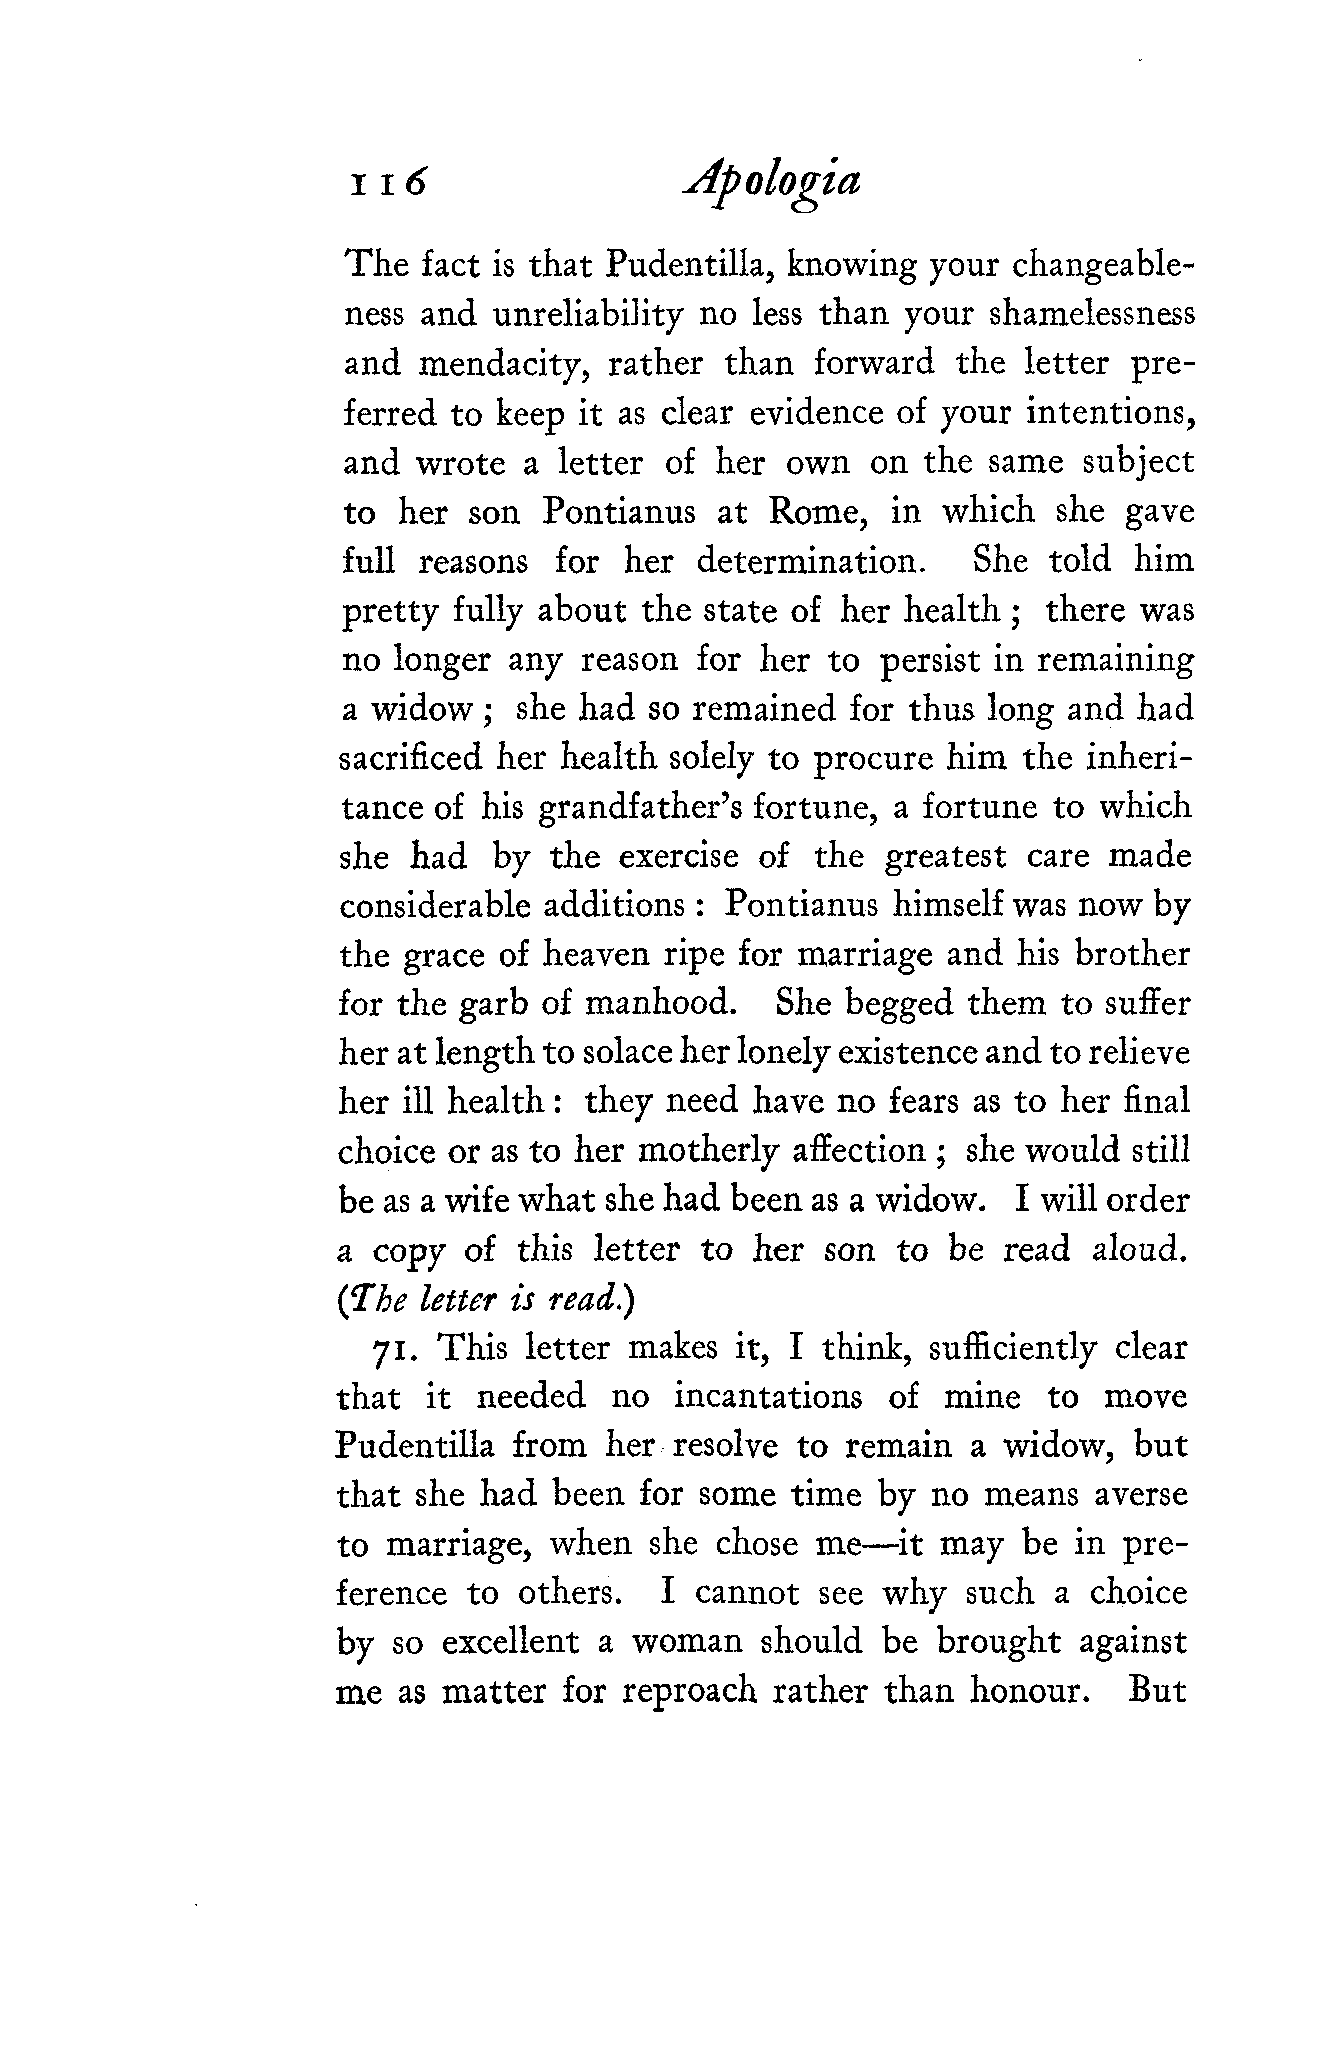 116 Apologia
The fact is that Pudentilla, knowing your changeable-
ness and unreliability no less than your shamelessness
and mendacity, rather than forward the letter pre-
ferred to keep it as clear evidence of your intentions,
and wrote a letter of her own on the same subject
to her son Pontianus at Rome, in which she gave
full reasons for her determination. She told him
pretty fully about the state of her health ; there was
no longer any reason for her to persist in remaining
a widow ; she had so remained for thus long and had
sacrificed her health solely to procure him the inheri-
tance of his grandfather's fortune, a fortune to which
she had by the exercise of the greatest care made
considerable additions : Pontianus himself was now by
the grace of heaven ripe for marriage and his brother
for the garb of manhood. She begged them to suffer
her at length to solace her lonely existence and to relieve
her ill health : they need have no fears as to her final
choice or as to her motherly affection ; she would still
be as a wife what she had been as a widow. I will order
a copy of this letter to her son to be read aloud.
(The letter is read.)
71. This letter makes it, I think, sufficiently clear
that it needed no incantations of mine to move
Pudentilla from her resolve to remain a widow, but
that she had been for some time by no means averse
to marriage, when she chose me—it may be in pre-
ference to others. I cannot see why such a choice
by so excellent a woman should be brought against
me as matter for reproach rather than honour. But